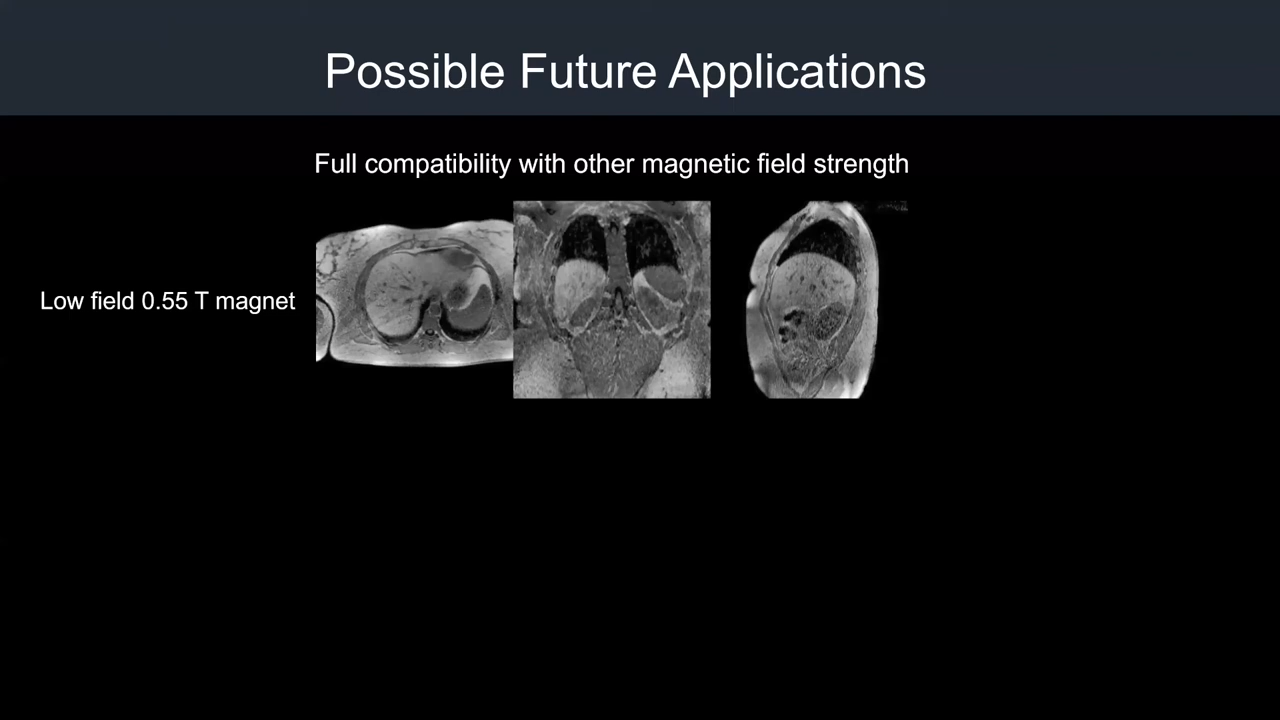 Possible Future Applications
Full compatibility with other magnetic field strength
Low field 0.55 T magnet